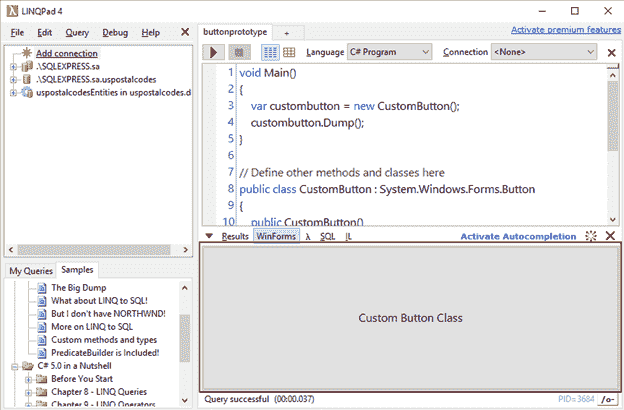 LINQPad 4
File Edit Query Debug Help
Add connection
.\SQLEXPRESS.sa
.\SQLEXPRESS.sa.uspostalcodes
uspostalcodesEntities in uspostalcodes.d
My Queries Samples
The Big Dump
What about LINQ to SQL!
But I don't have NORTHWND!
More on LINQ to SQL
Custom methods and types
PredicateBuilder is Included!
C# 5.0 in a Nutshell
Before You Start
Chapter 8 - LINQ Queries
Chapter 9 - LINQ Operators
buttonprototype +
Activate premium features
Language C# Program Connection <None>
1 void Main()
2 {
3 var custombutton = new CustomButton();
4 custombutton.Dump();
5 }
6
7 // Define other methods and classes here
8 public class CustomButton : System.Windows.Forms.Button
9 {
10 public CustomButton()
Results WinForms λ SQL IL Activate Autocompletion
Custom Button Class
Query successful (00:00.037) PID=3684 /o-